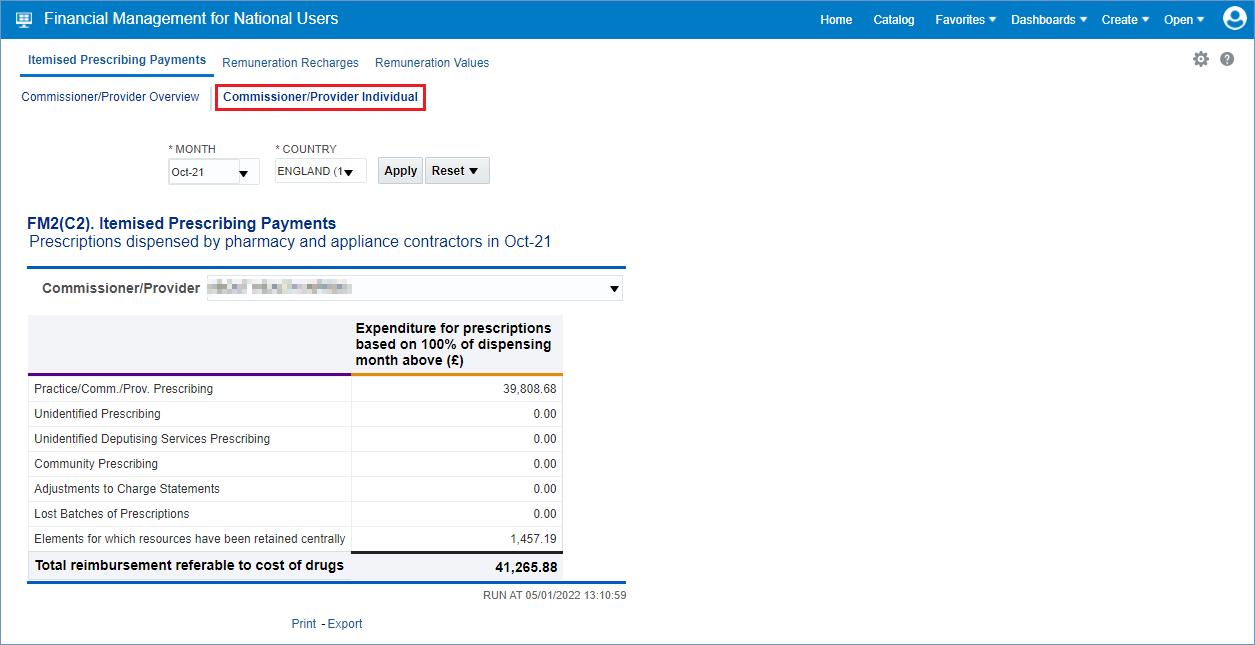 Financial Management for National Users
Home Catalog Favorites Dashboards Create Open
Itemised Prescribing Payments Remuneration Recharges Remuneration Values
Commissioner/Provider Overview Commissioner/Provider Individual
* MONTH * COUNTRY
Oct-21 ENGLAND (1 Apply Reset
FM2(C2). Itemised Prescribing Payments
Prescriptions dispensed by pharmacy and appliance contractors in Oct-21
Commissioner/Provider
Expenditure for prescriptions
based on 100% of dispensing
month above (£)
Practice/Comm./Prov. Prescribing 39,808.68
Unidentified Prescribing 0.00
Unidentified Deputising Services Prescribing 0.00
Community Prescribing 0.00
Adjustments to Charge Statements 0.00
Lost Batches of Prescriptions 0.00
Elements for which resources have been retained centrally 1,457.19
Total reimbursement referable to cost of drugs 41,265.88
RUN AT 05/01/2022 13:10:59
Print - Export